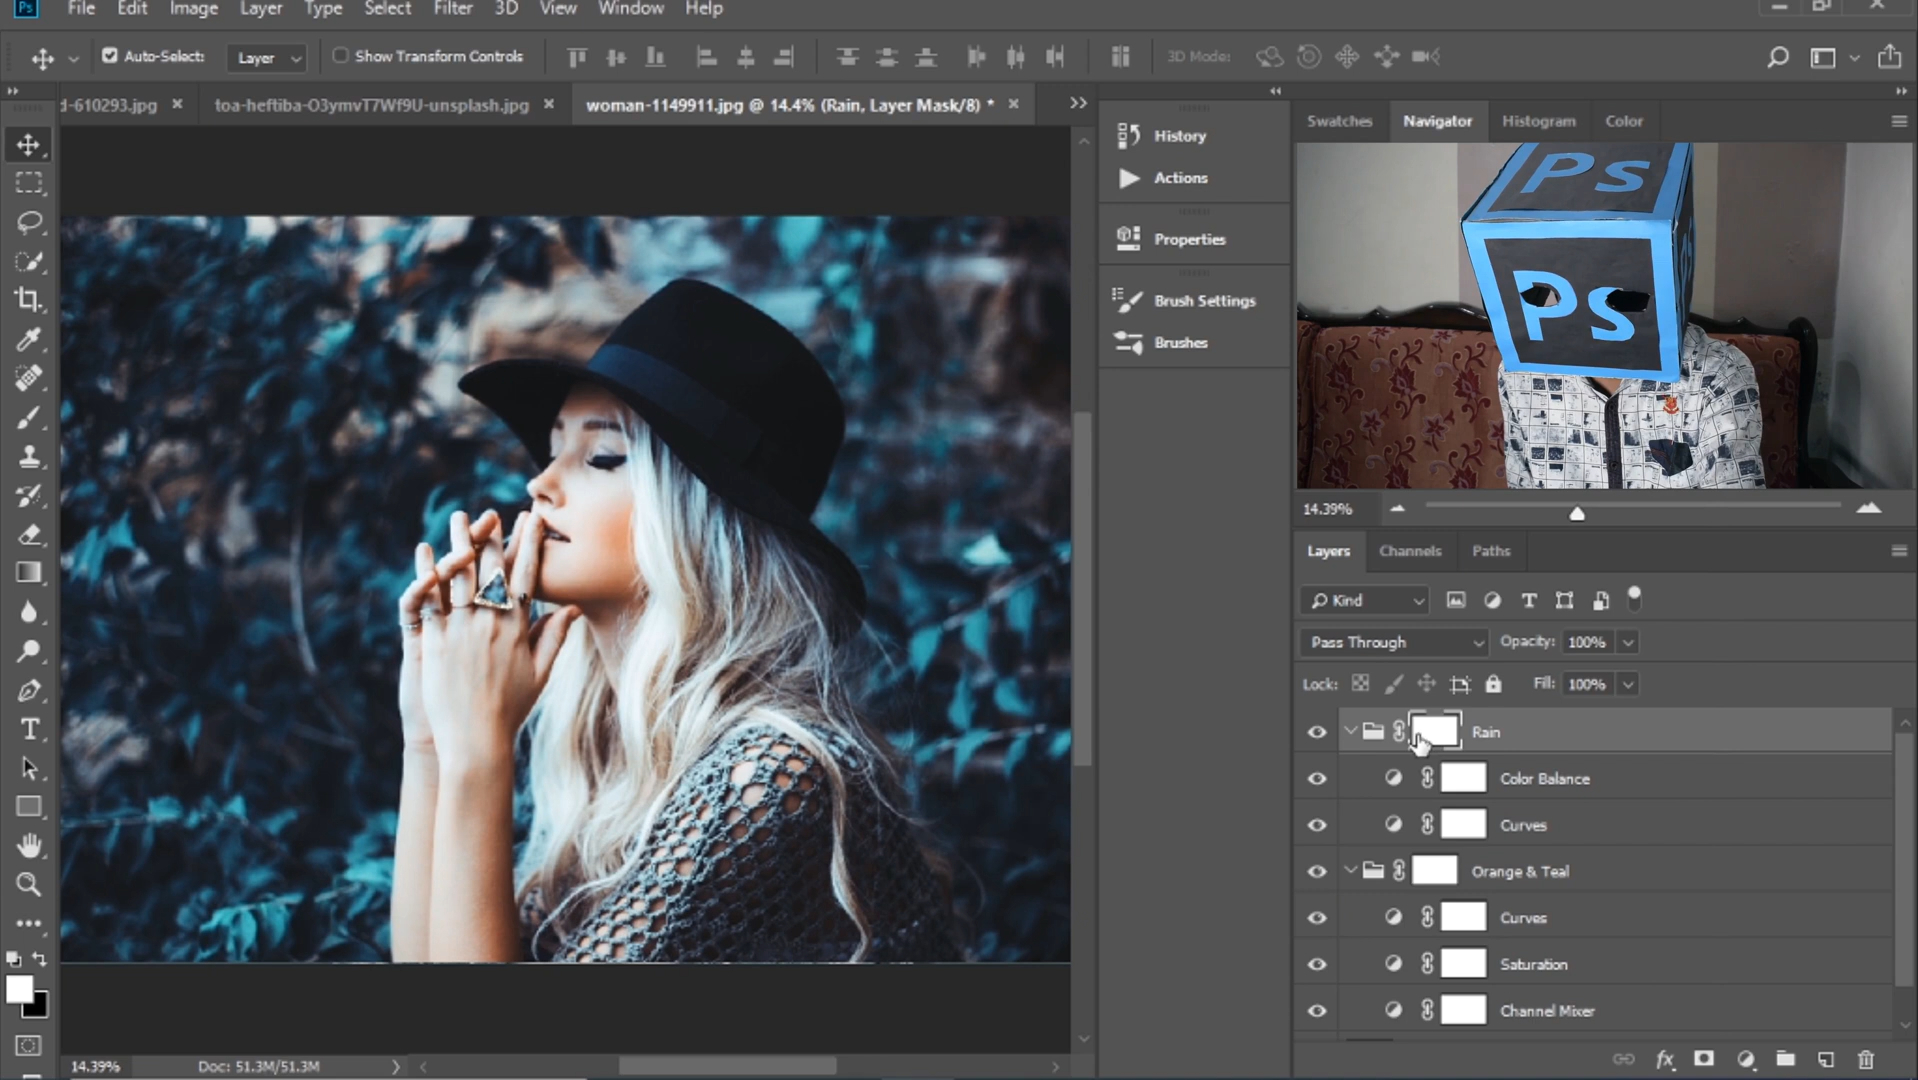 Ps File Edit Image Layer Type Select Filter 3D View Window Help
Auto-Select: Layer Show Transform Controls 3D Mode:
d-610293.jpg toa-heftiba-O3ymvT7Wf9U-unsplash.jpg woman-1149911.jpg @ 14.4% (Rain, Layer Mask/8) *
History
Actions
Properties
Brush Settings
Brushes
Swatches Navigator Histogram Color
Ps
Ps
14.39%
Layers Channels Paths
Kind
Pass Through Opacity: 100%
Lock: Fill: 100%
Rain
Color Balance
Curves
Orange & Teal
Curves
Saturation
Channel Mixer
fx
14.39% Doc: 51.3M/51.3M